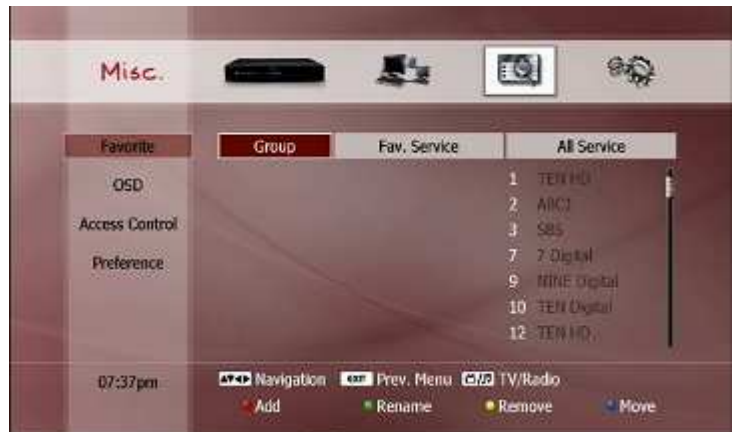 Misc.
Favorite
Group Fav. Service All Service
OSD
Access Control
Preference
1 TEN HD
2 ABC1
3 SBS
7 7 Digital
9 NINE Digital
10 TEN Digital
12 TEN HD
07:37pm
Navigation EXIT Prev. Menu TV/Radio
Add Rename Remove Move